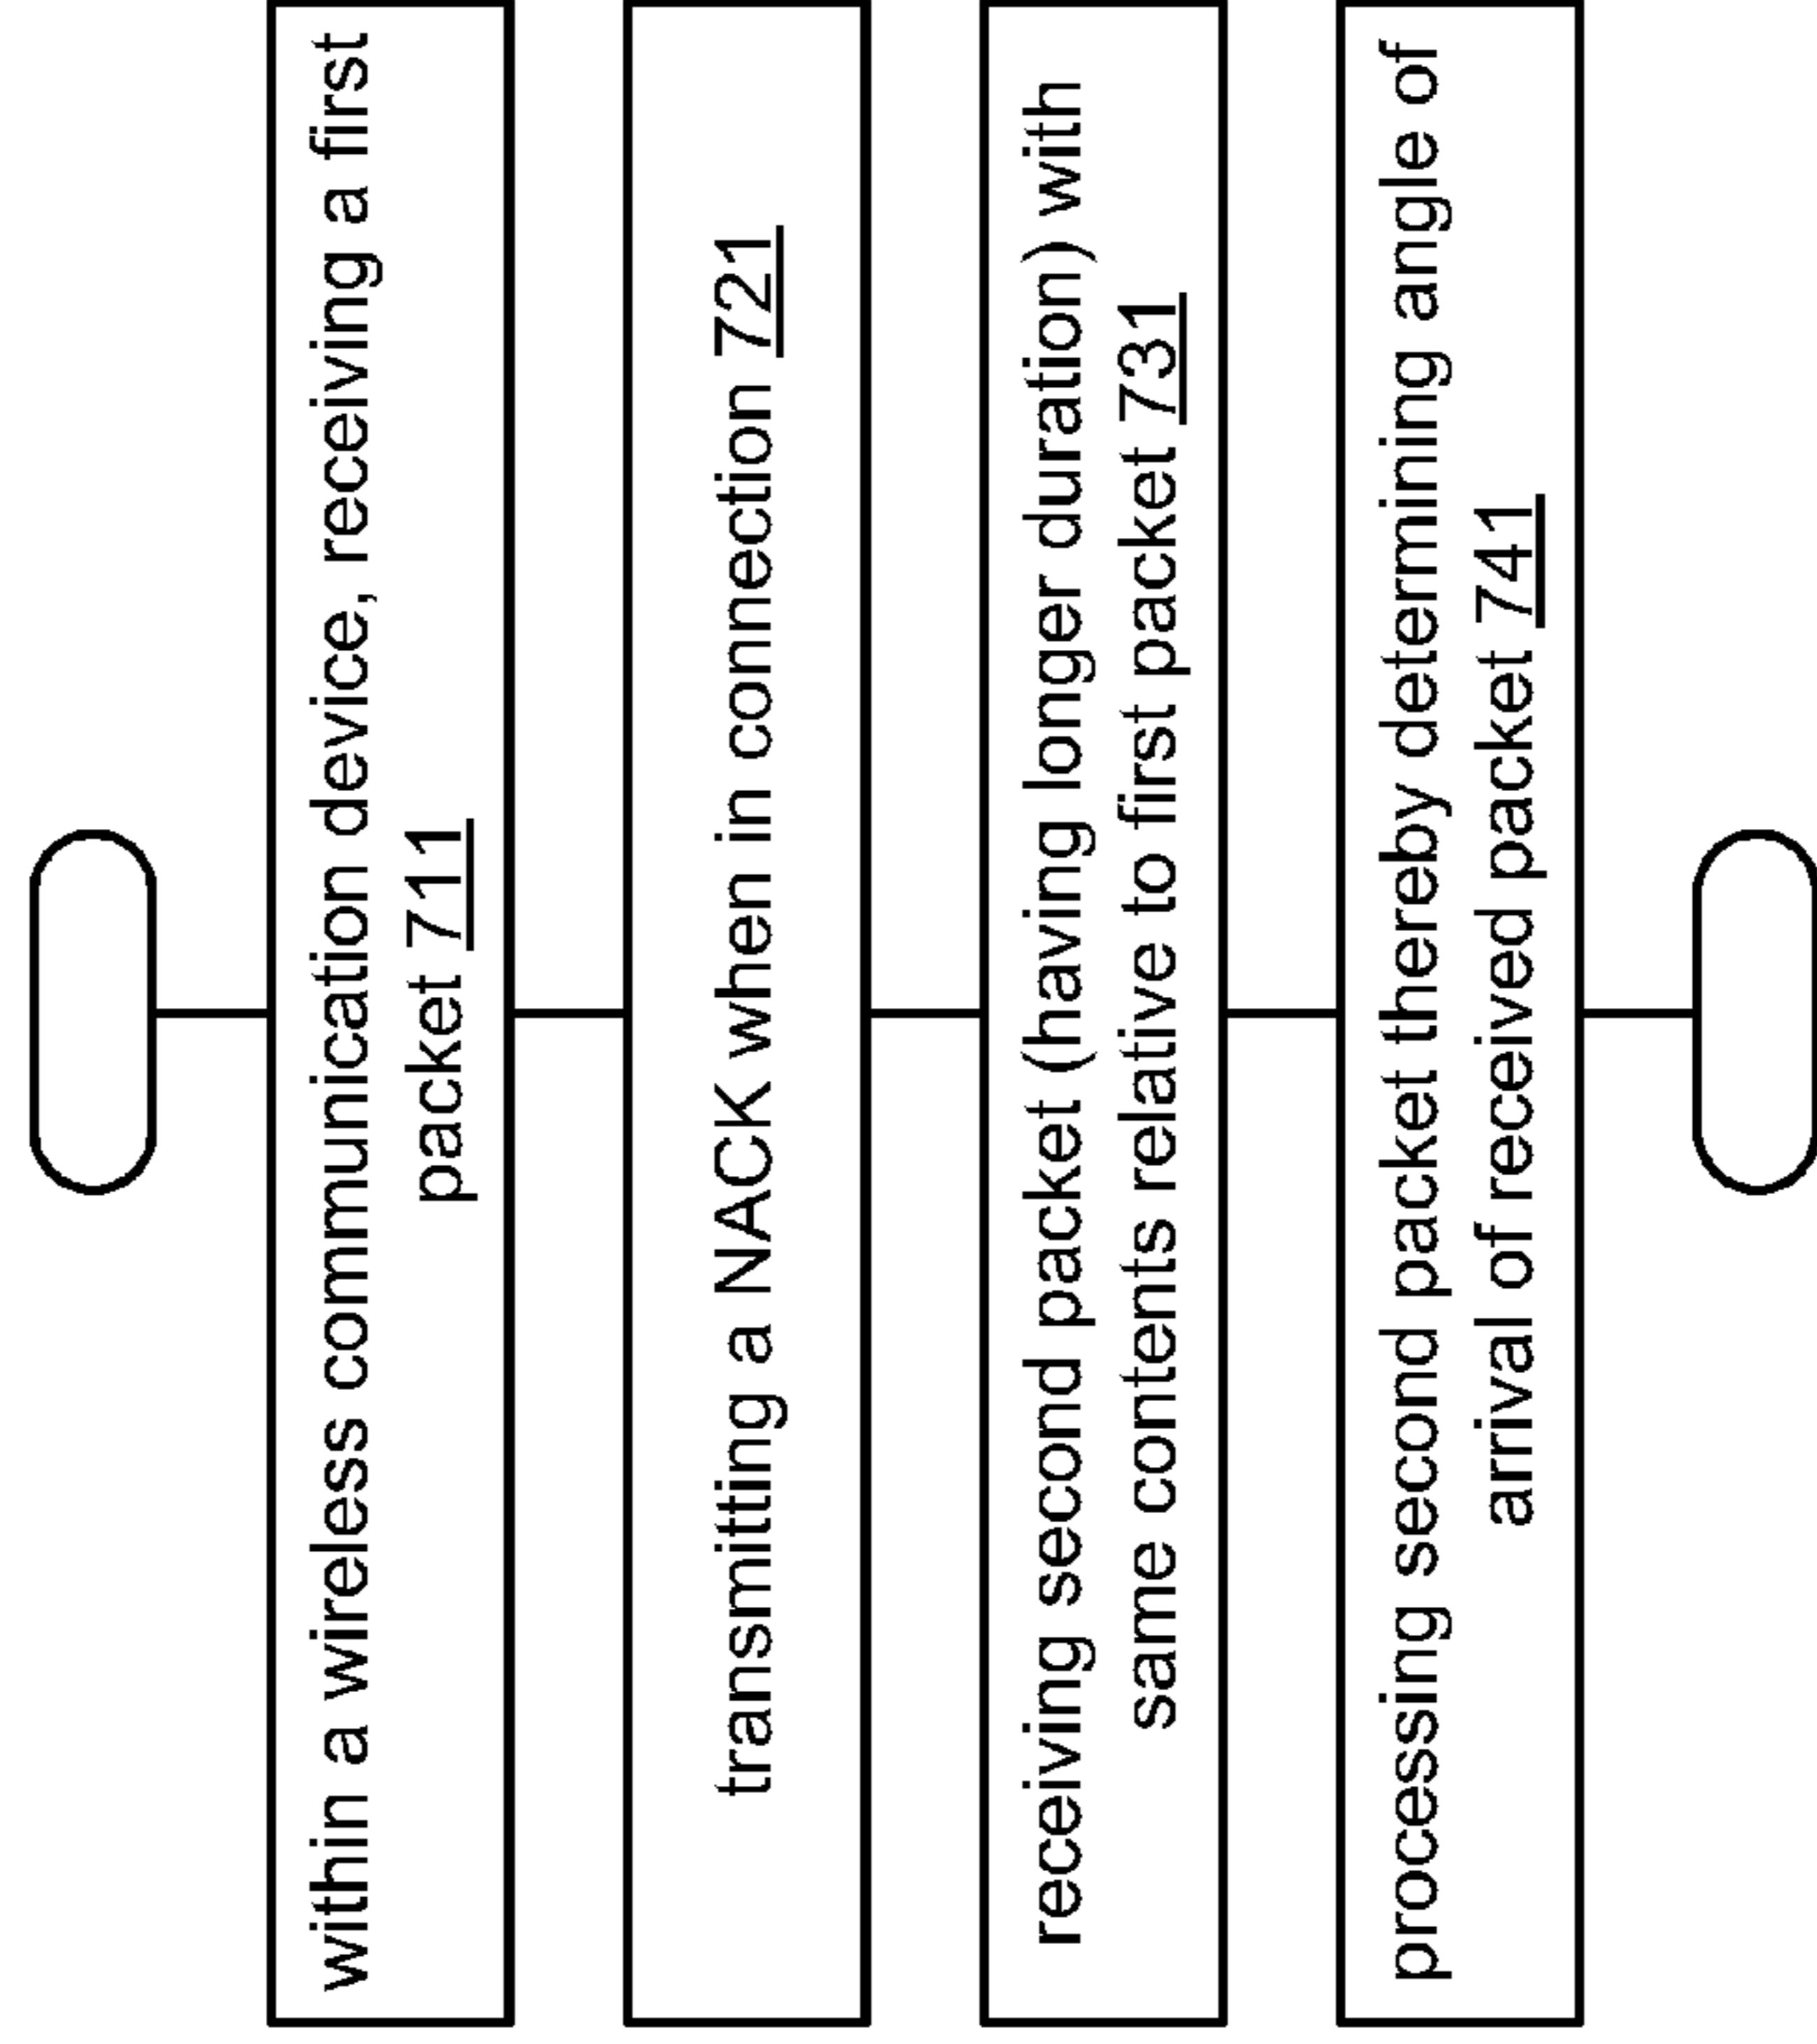 within a wireless communication device, receiving a first
packet 711
transmitting a NACK when in connection 721
receiving second packet (having longer duration) with
same contents relative to first packet 731
processing second packet thereby determining angle of
arrival of received packet 741